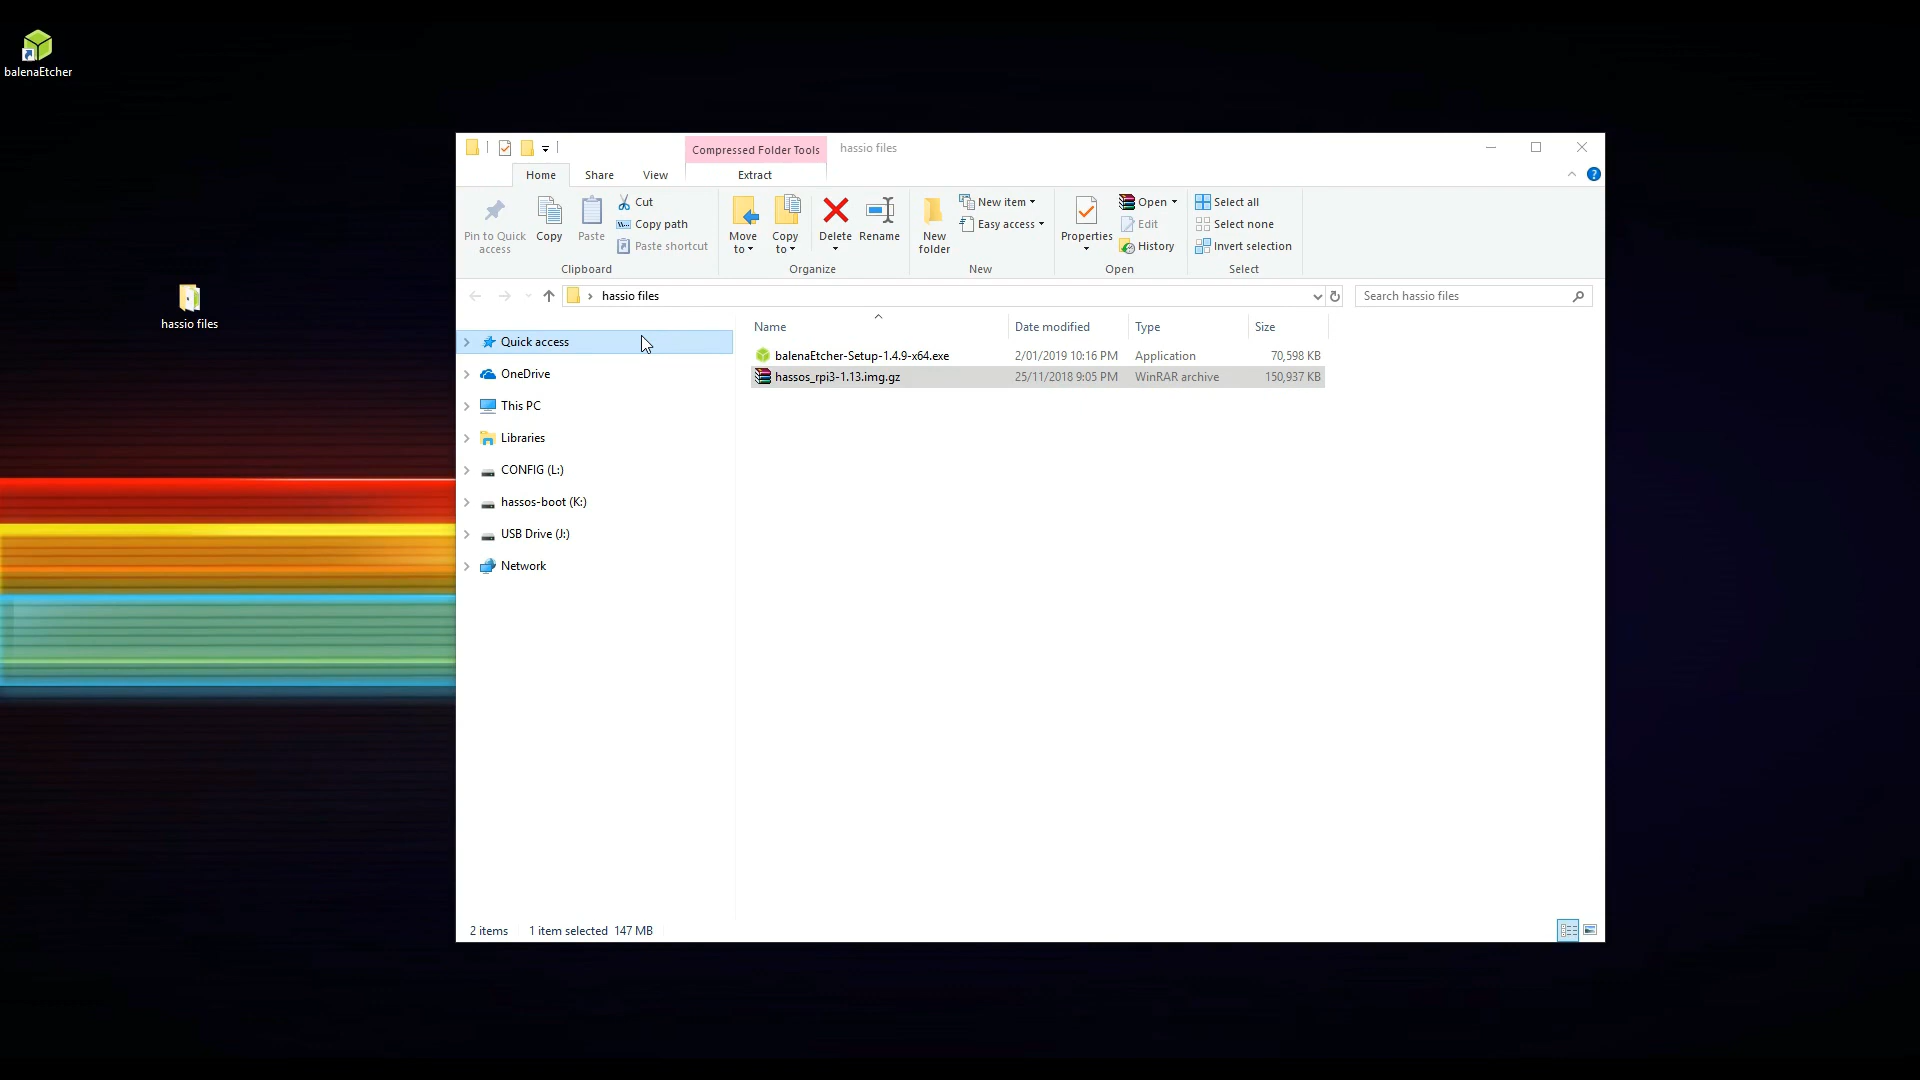 balenaEtcher
hassio files
Compressed Folder Tools
hassio files
Home
Share
View
Extract
Pin to Quick access
Copy
Paste
Cut
Copy path
Paste shortcut
Clipboard
Move to
Copy to
Delete
Rename
Organize
New folder
New item
Easy access
New
Properties
Open
Edit
History
Open
Select all
Select none
Invert selection
Select
hassio files
Search hassio files
Quick access
OneDrive
This PC
Libraries
CONFIG (L:)
hassos-boot (K:)
USB Drive (J:)
Network
Name Date modified Type Size
balenaEtcher-Setup-1.4.9-x64.exe 2/01/2019 10:16 PM Application 70,598 KB
hassos_rpi3-1.13.img.gz 25/11/2018 9:05 PM WinRAR archive 150,937 KB
2 items 1 item selected 147 MB